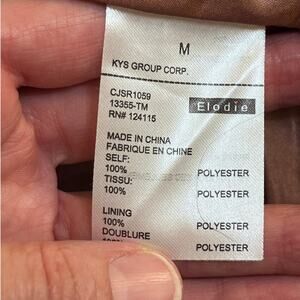 M
KYS GROUP CORP.
CJSR1059
13355-TM
Elodie
RN# 124115
MADE IN CHINA
FABRIQUE EN CHINE
SELF:
100% POLYESTER
TISSU:
100% POLYESTER
LINING
100% POLYESTER
DOUBLURE
POLYESTER